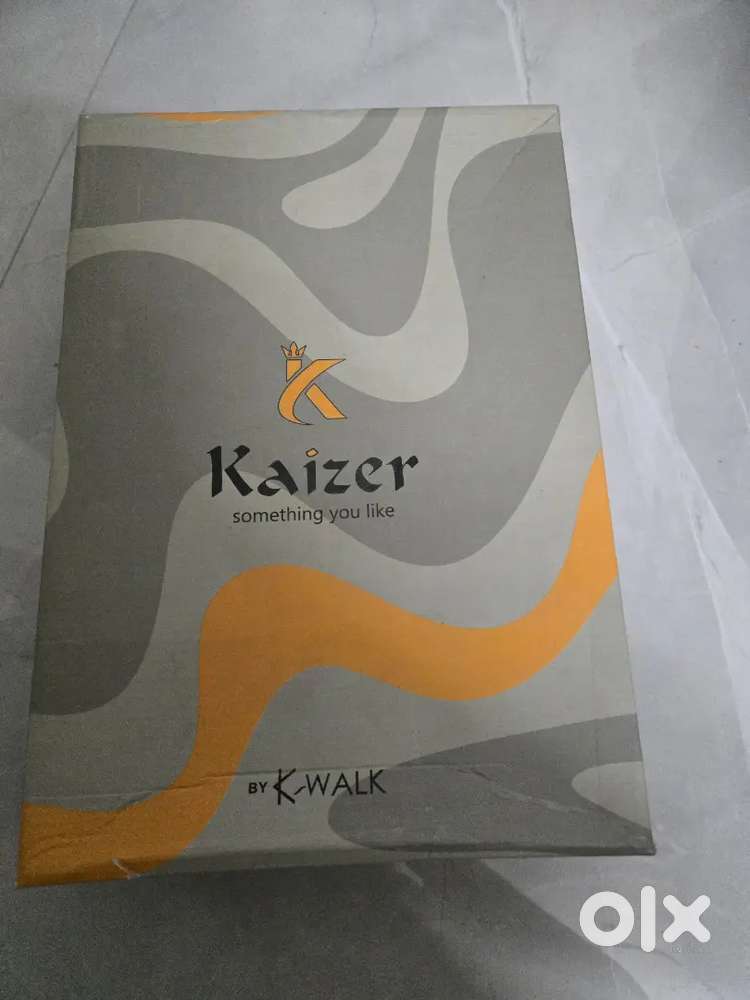 Kaizer
something you like
BY K-WALK
olx